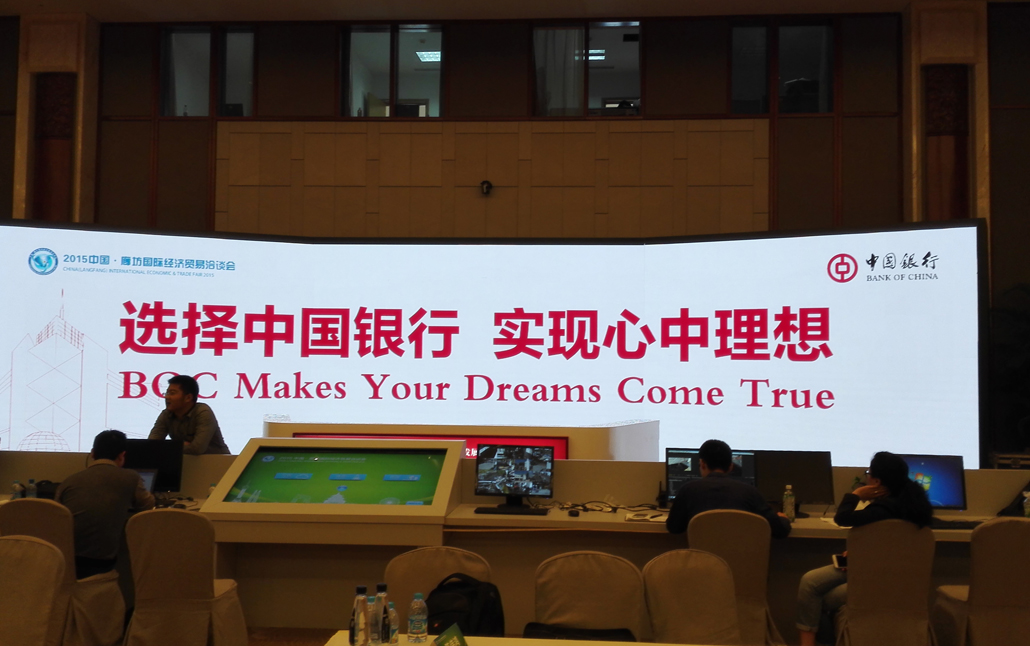 2015中国·廊坊国际经济贸易洽谈会
CHINA LANGFANG INTERNATIONAL ECONOMIC & TRADE FAIR 2015
中国银行
BANK OF CHINA
选择中国银行 实现心中理想
BOC Makes Your Dreams Come True